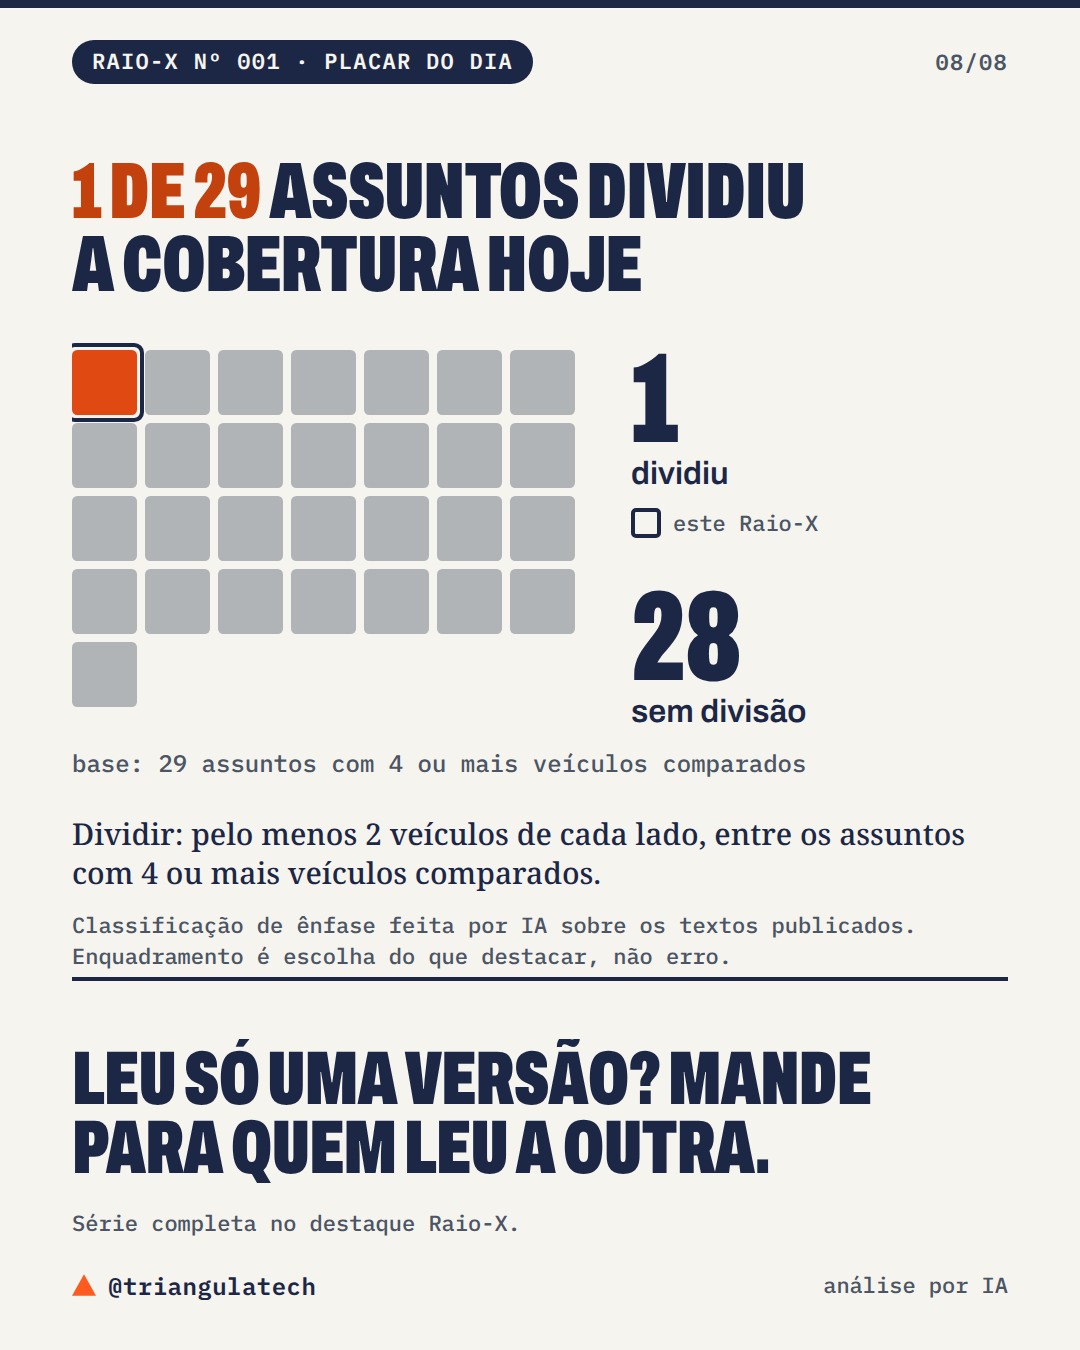 RAIO-X Nº 001 · PLACAR DO DIA
08/08
1 DE 29 ASSUNTOS DIVIDIU
A COBERTURA HOJE
1
dividiu
este Raio-X
28
sem divisão
base: 29 assuntos com 4 ou mais veículos comparados
Dividir: pelo menos 2 veículos de cada lado, entre os assuntos
com 4 ou mais veículos comparados.
Classificação de ênfase feita por IA sobre os textos publicados.
Enquadramento é escolha do que destacar, não erro.
LEU SÓ UMA VERSÃO? MANDE
PARA QUEM LEU A OUTRA.
Série completa no destaque Raio-X.
@triangulatech
análise por IA